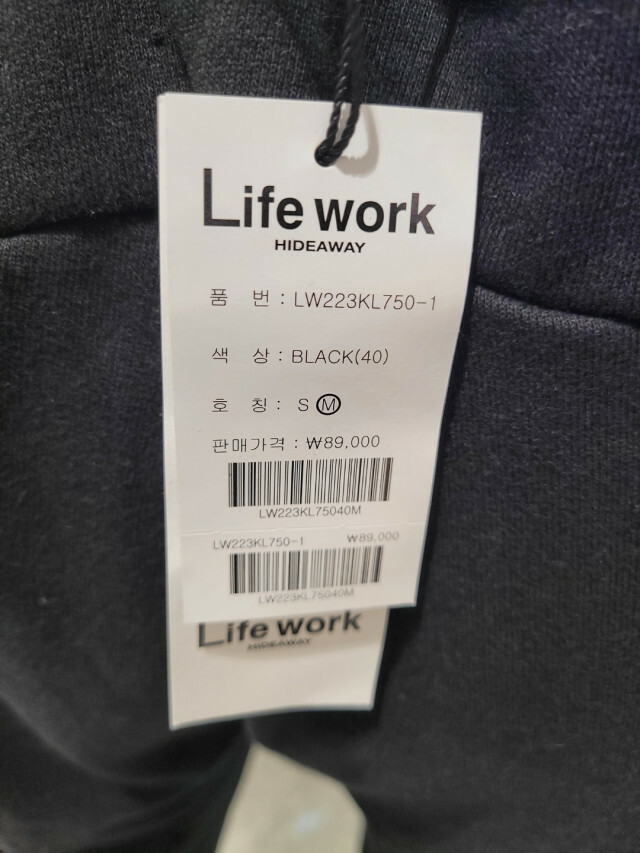 Life work
HIDEAWAY
품 번 : LW223KL750-1
색 상 : BLACK(40)
호 칭 : S Ⓜ
판매가격 : ₩89,000
LW223KL75040M
LW223KL750-1 ₩89,000
LW223KL75040M
Life work
HIDEAWAY